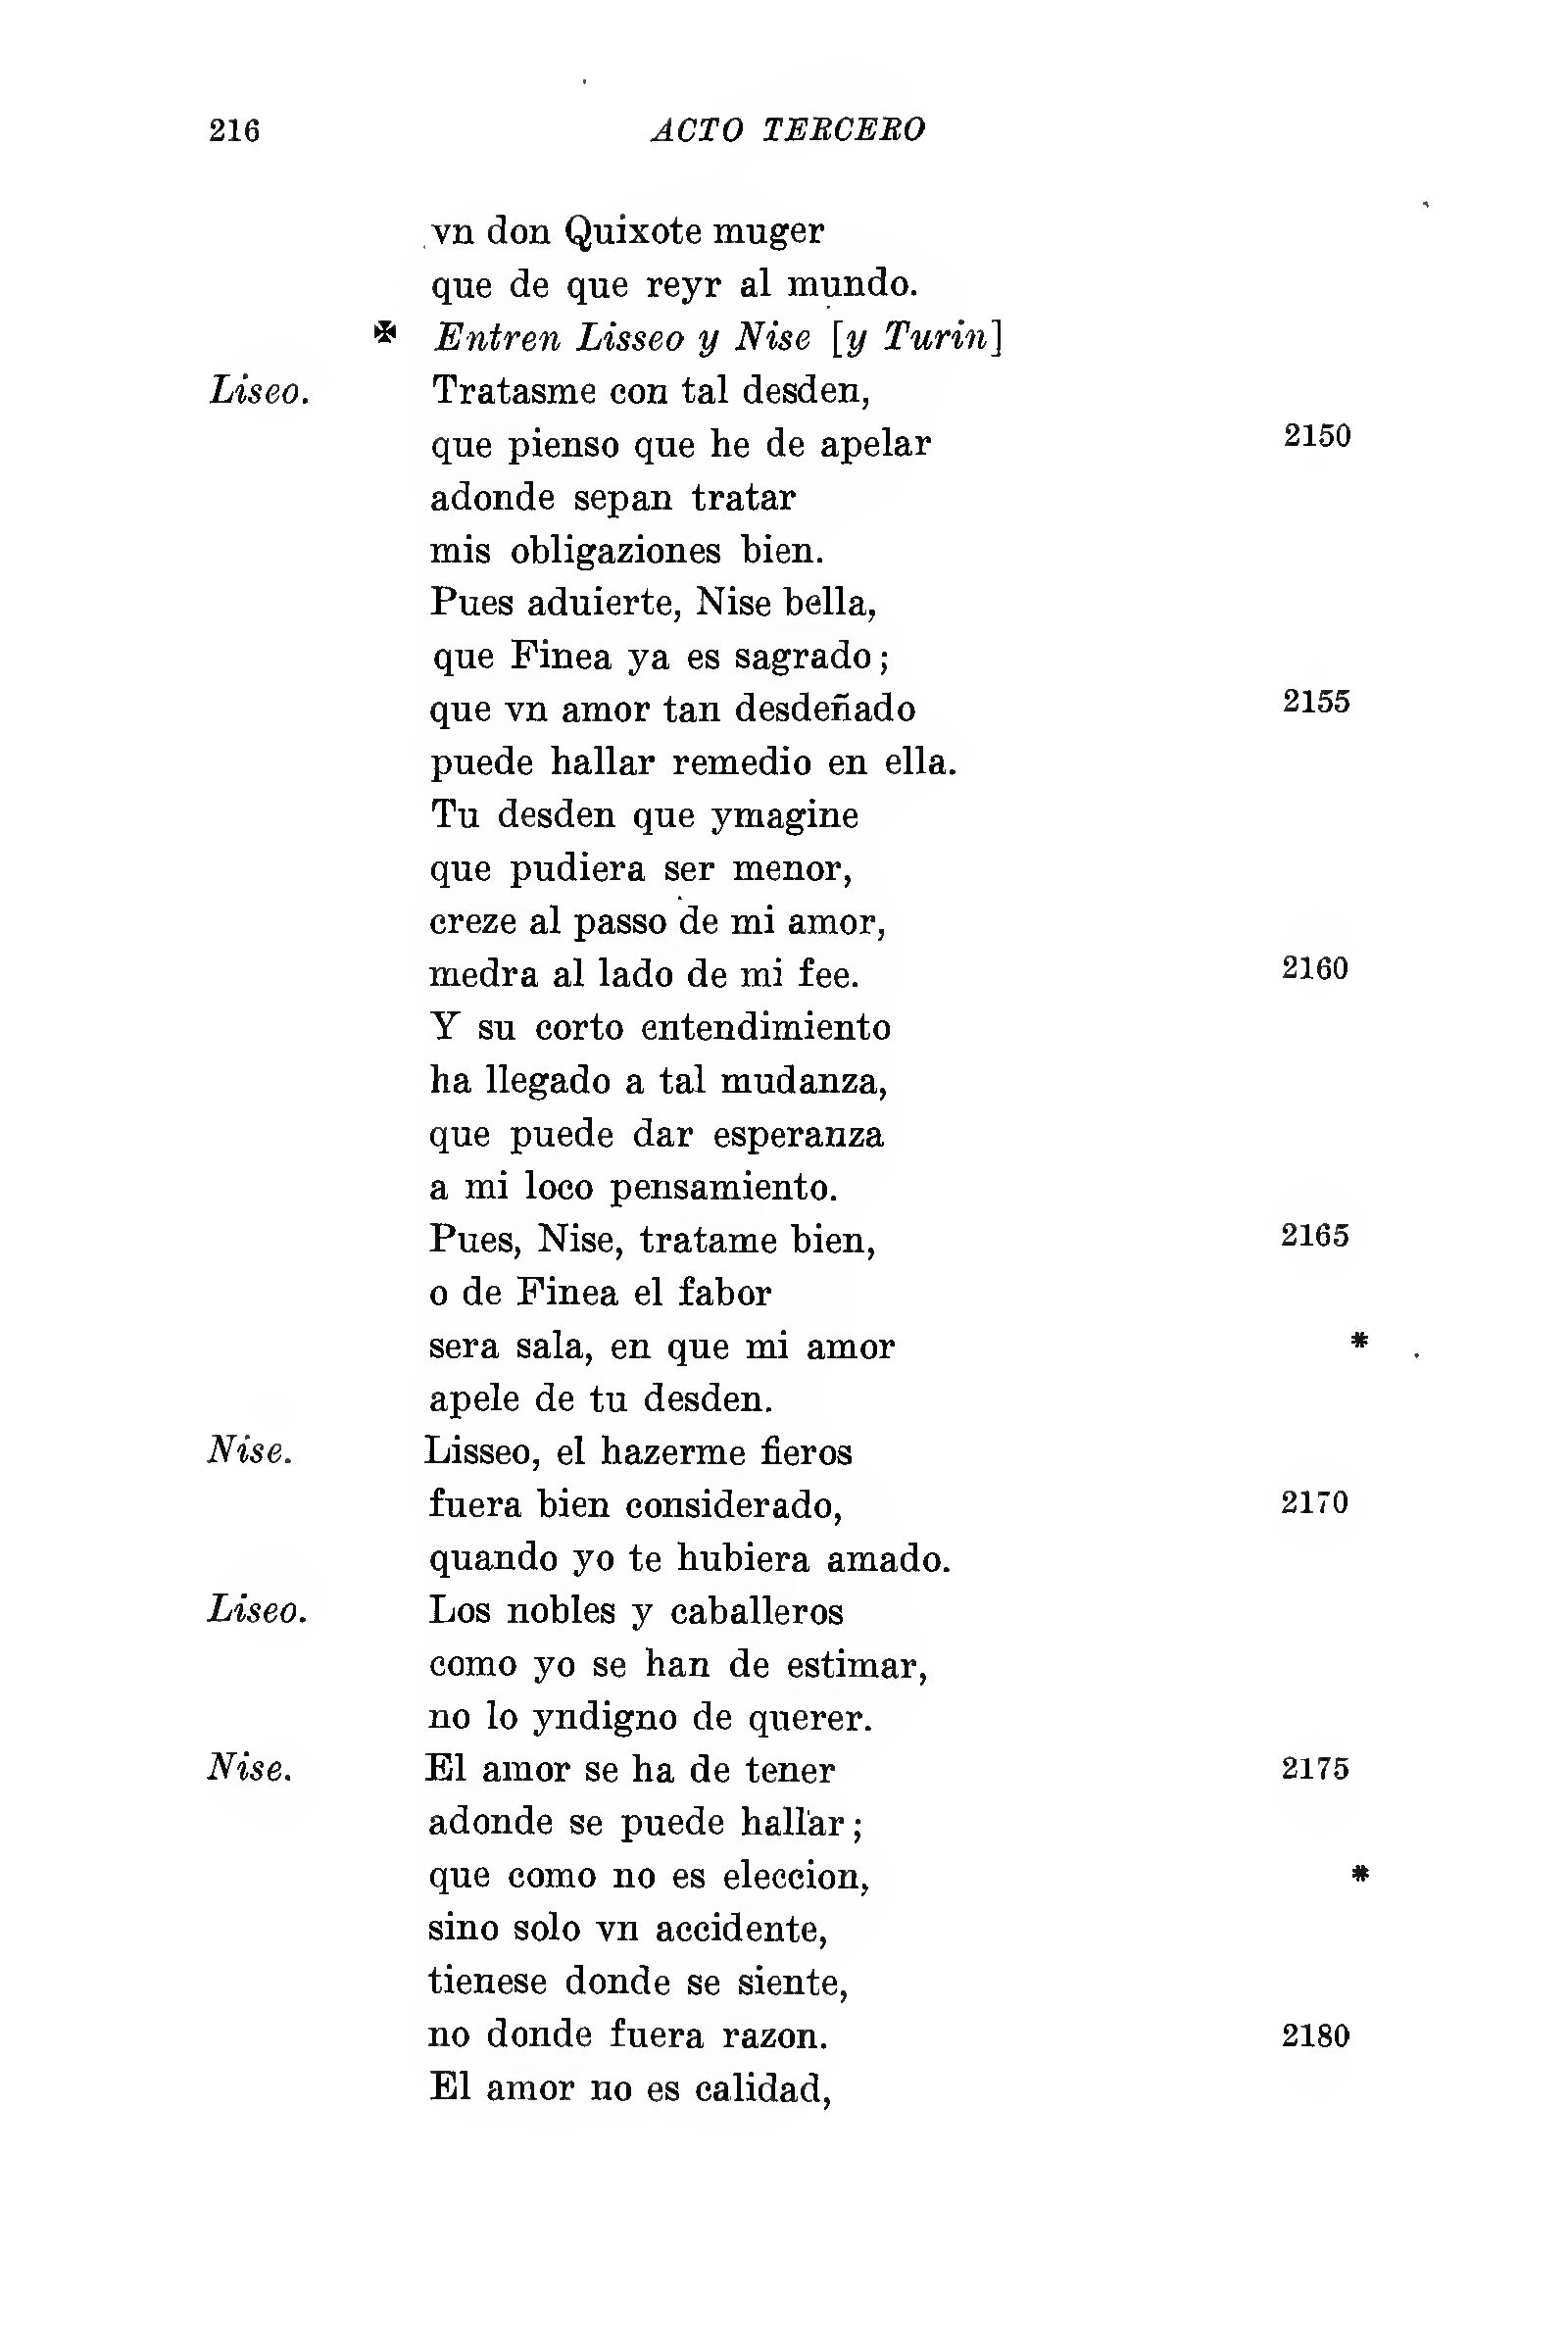 216 ACTO TERCERO
vn don Quixote muger
que de que reyr al mundo.
✠ Entren Lisseo y Nise [y Turin]
Liseo. Tratasme con tal desden,
que pienso que he de apelar 2150
adonde sepan tratar
mis obligaziones bien.
Pues aduierte, Nise bella,
que Finea ya es sagrado;
que vn amor tan desdeñado 2155
puede hallar remedio en ella.
Tu desden que ymagine
que pudiera ser menor,
creze al passo de mi amor,
medra al lado de mi fee. 2160
Y su corto entendimiento
ha llegado a tal mudanza,
que puede dar esperanza
a mi loco pensamiento.
Pues, Nise, tratame bien, 2165
o de Finea el fabor
sera sala, en que mi amor *
apele de tu desden.
Nise. Lisseo, el hazerme fieros
fuera bien considerado, 2170
quando yo te hubiera amado.
Liseo. Los nobles y caballeros
como yo se han de estimar,
no lo yndigno de querer.
Nise. El amor se ha de tener 2175
adonde se puede hallar;
que como no es eleccion, *
sino solo vn accidente,
tienese donde se siente,
no donde fuera razon. 2180
El amor no es calidad,